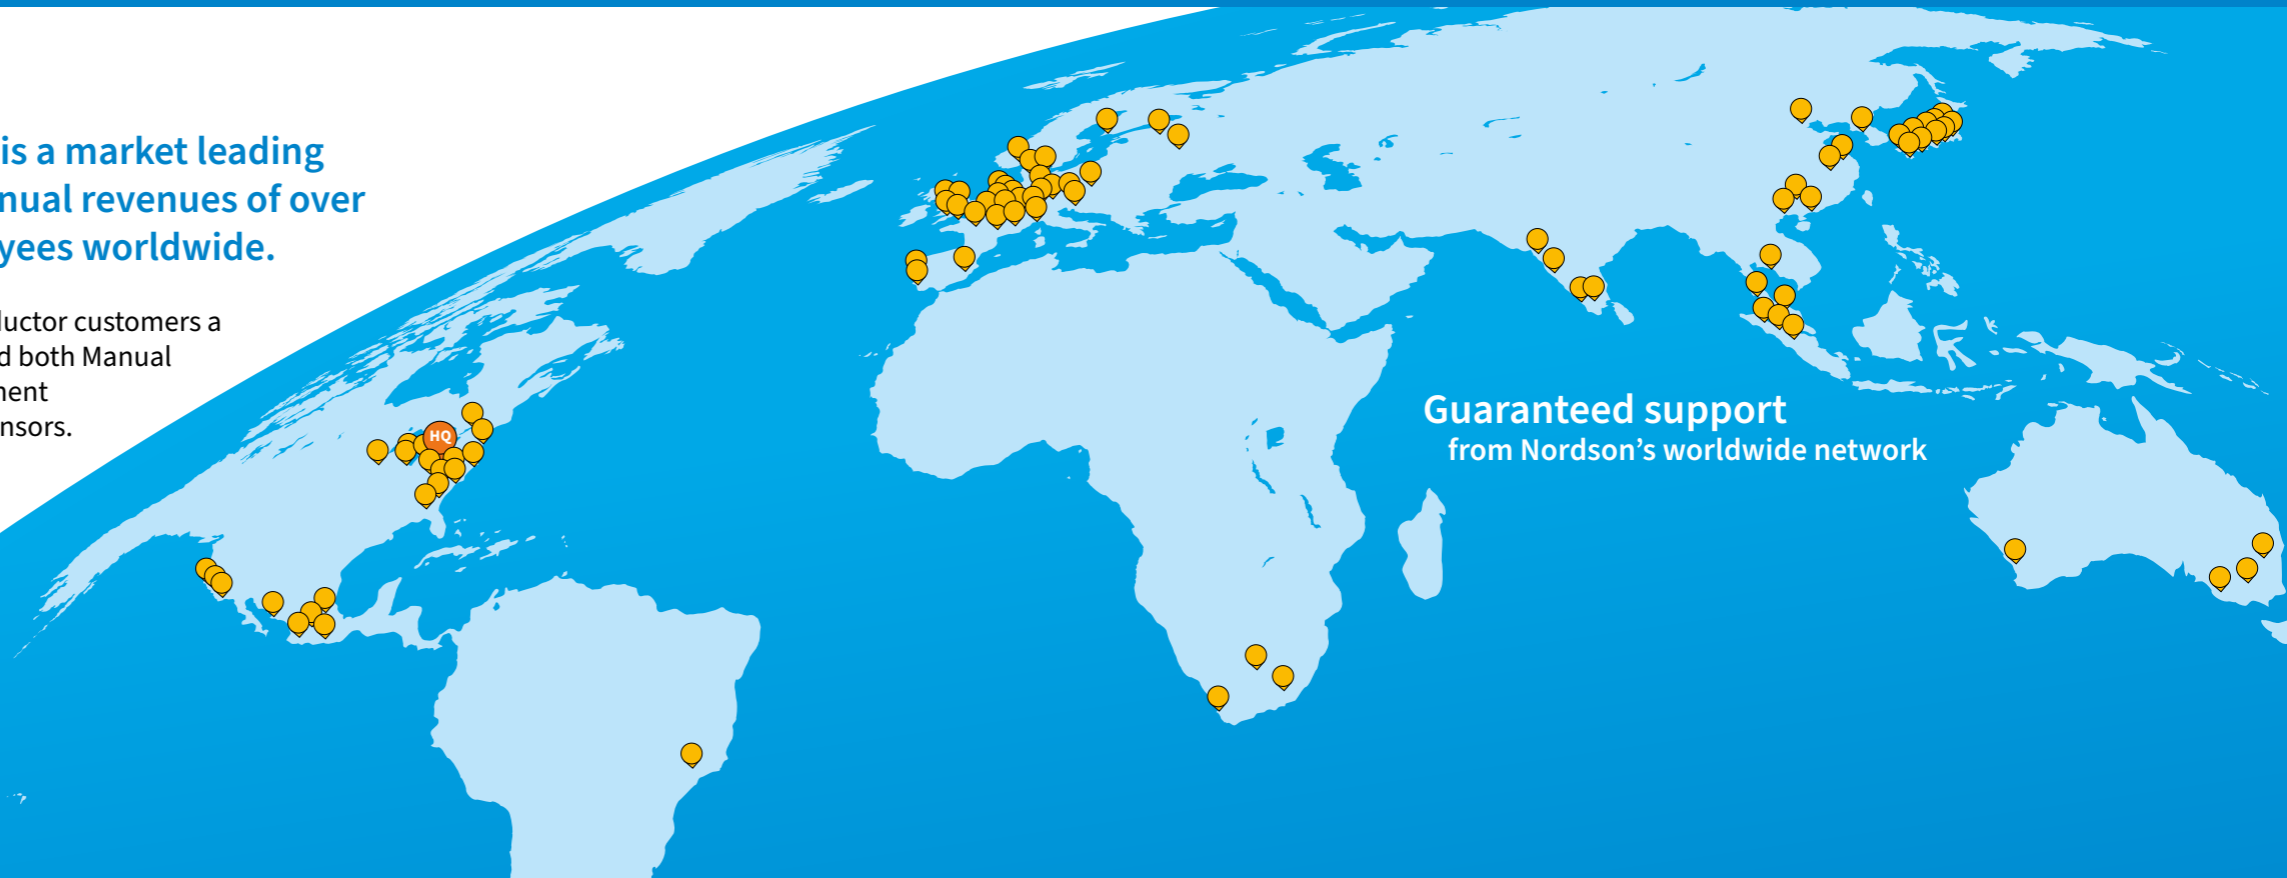 is a market leading
nual revenues of over
yees worldwide.
luctor customers a
d both Manual
nent
nsors.
HQ
Guaranteed support
from Nordson’s worldwide network